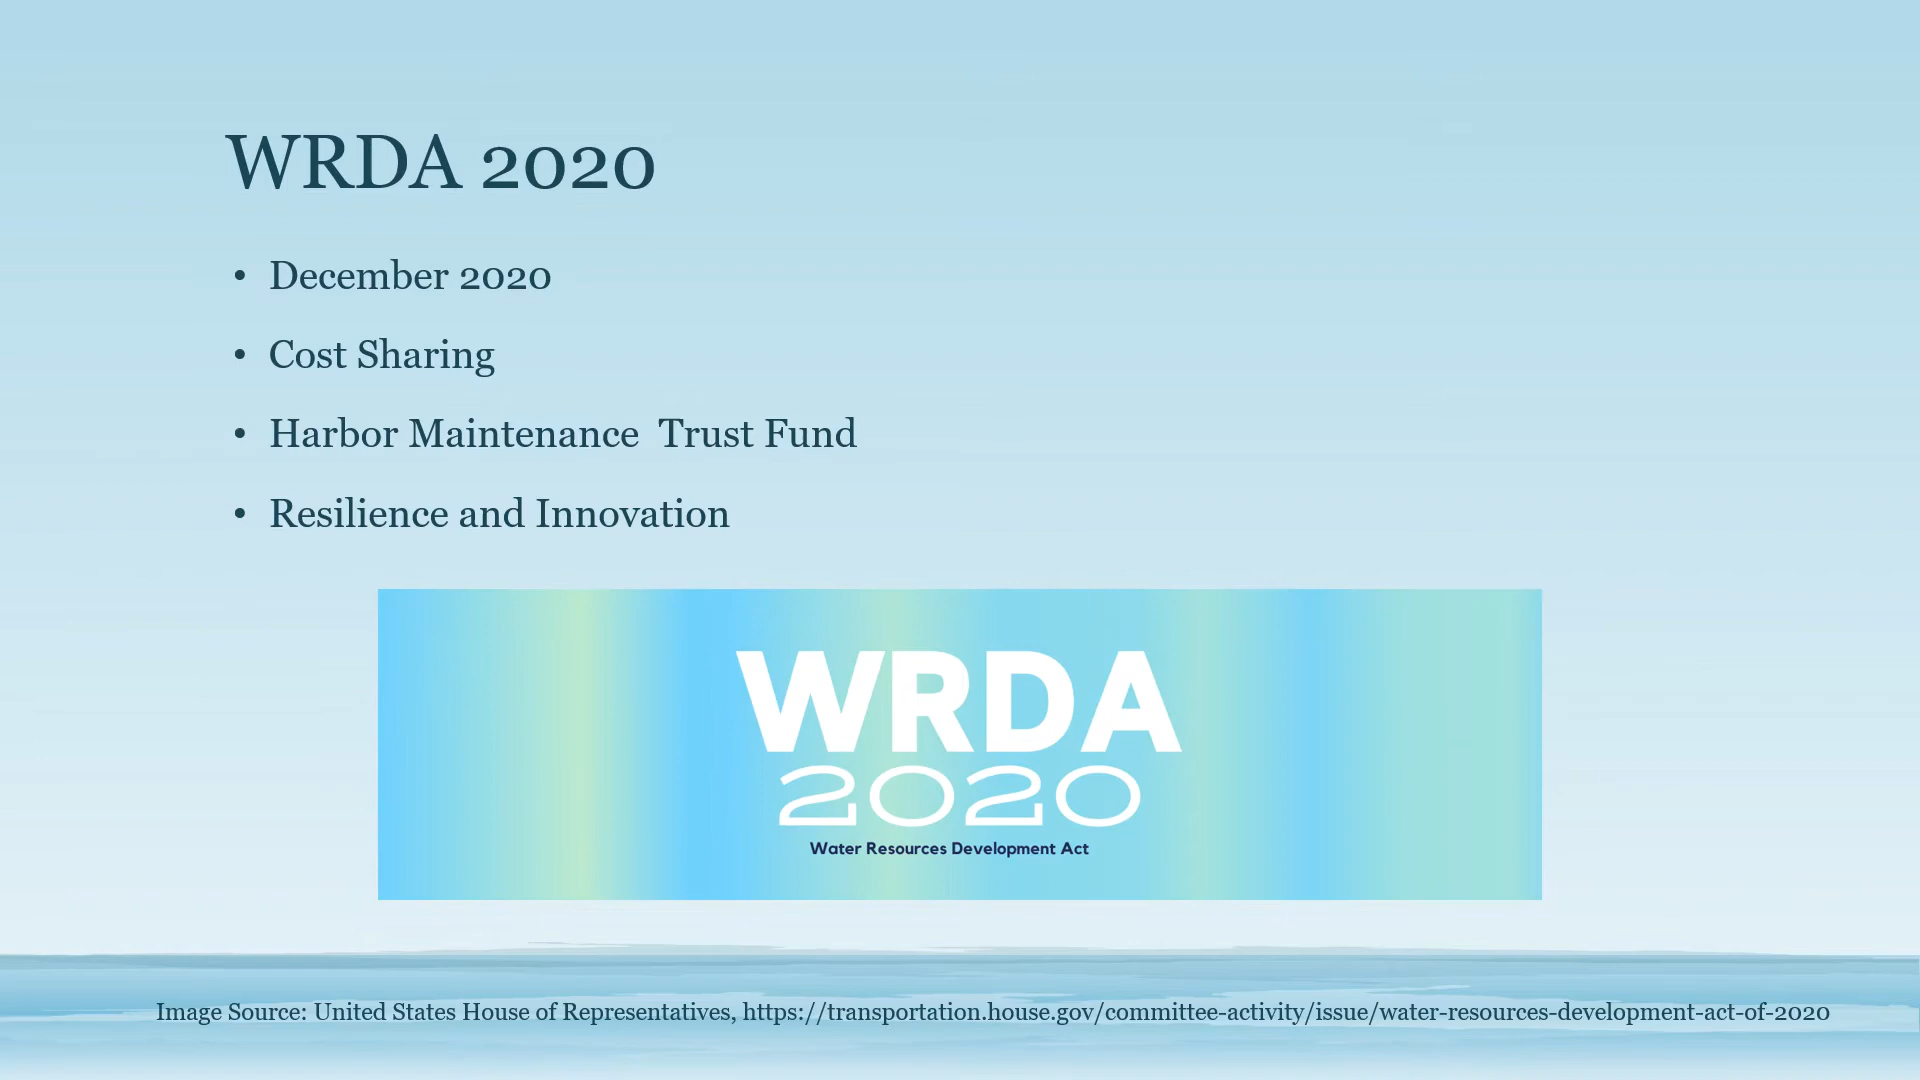 WRDA 2020
• December 2020
• Cost Sharing
• Harbor Maintenance  Trust Fund
• Resilience and Innovation
WRDA
2020
Water Resources Development Act
Image Source: United States House of Representatives, https://transportation.house.gov/committee-activity/issue/water-resources-development-act-of-2020